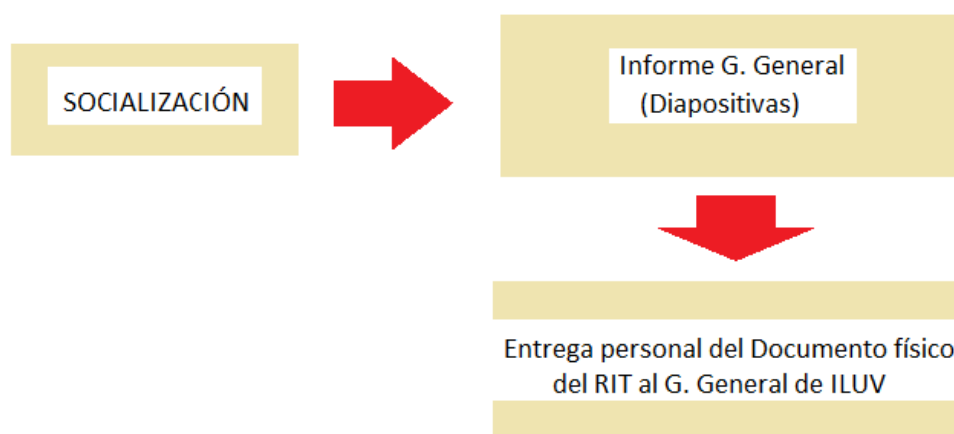 SOCIALIZACIÓN
Informe G. General
(Diapositivas)
Entrega personal del Documento físico
del RIT al G. General de ILUV